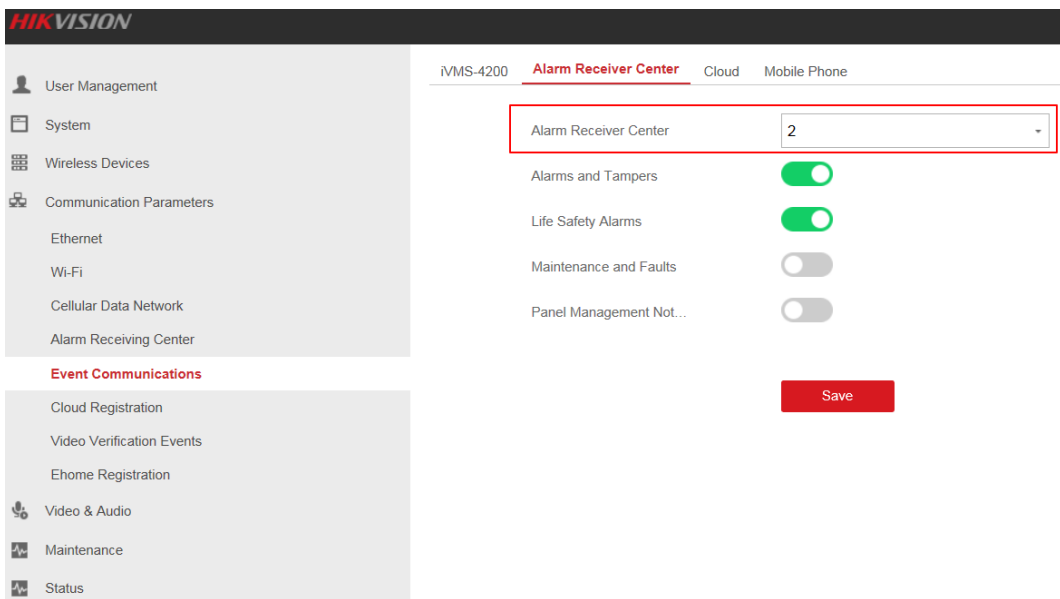 HIKVISION
User Management
System
Wireless Devices
Communication Parameters
Ethernet
Wi-Fi
Cellular Data Network
Alarm Receiving Center
Event Communications
Cloud Registration
Video Verification Events
Ehome Registration
Video & Audio
Maintenance
Status
iVMS-4200 Alarm Receiver Center Cloud Mobile Phone
Alarm Receiver Center 2
Alarms and Tampers
Life Safety Alarms
Maintenance and Faults
Panel Management Not...
Save